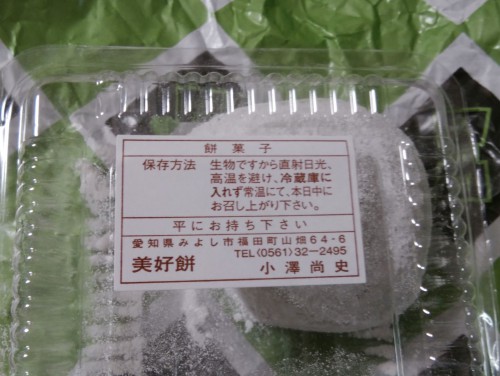 餅菓子
保存方法 生物ですから直射日光、
高温を避け、冷蔵庫に
入れず常温にて、本日中に
お召し上がり下さい。
平にお持ち下さい
愛知県みよし市福田町山畑64-6
TEL(0561)32-2495
美好餅 小澤尚史